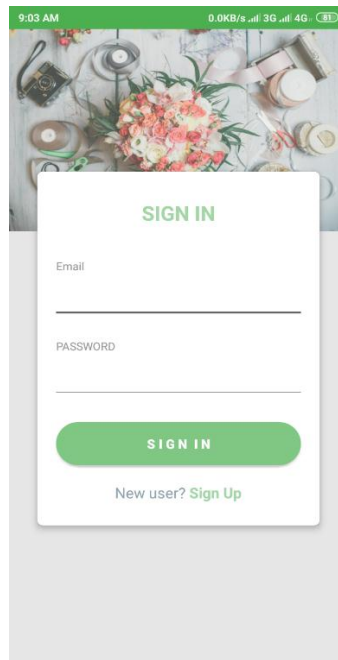 9:03 AM 0.0KB/s 3G 4G 81
SIGN IN
Email
PASSWORD
SIGN IN
New user? Sign Up